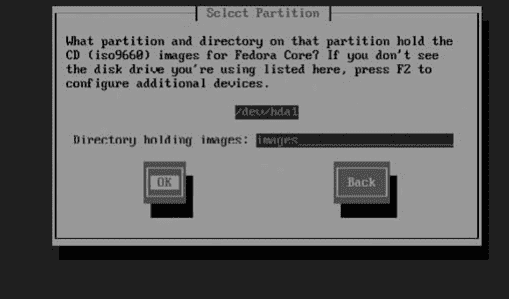 Select Partition
What partition and directory on that partition hold the
CD (iso9660) images for Fedora Core? If you don't see
the disk drive you're using listed here, press F2 to
configure additional devices.
/dev/hda1
Directory holding images: images
OK Back